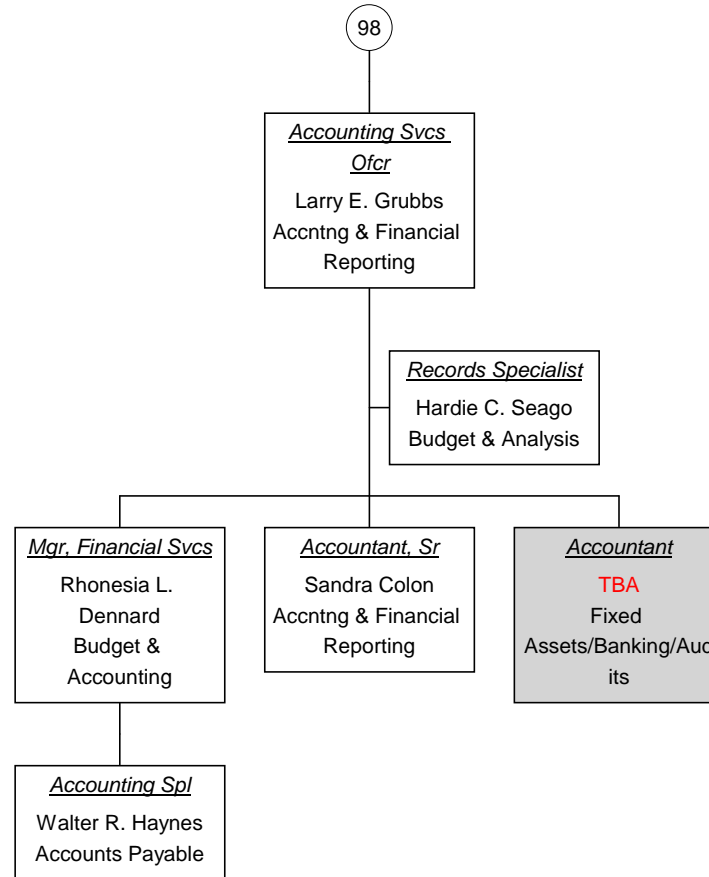 98
Accounting Svcs
Ofcr
Larry E. Grubbs
Accntng & Financial
Reporting
Records Specialist
Hardie C. Seago
Budget & Analysis
Mgr, Financial Svcs
Rhonesia L.
Dennard
Budget &
Accounting
Accountant, Sr
Sandra Colon
Accntng & Financial
Reporting
Accountant
TBA
Fixed
Assets/Banking/Aud
its
Accounting Spl
Walter R. Haynes
Accounts Payable